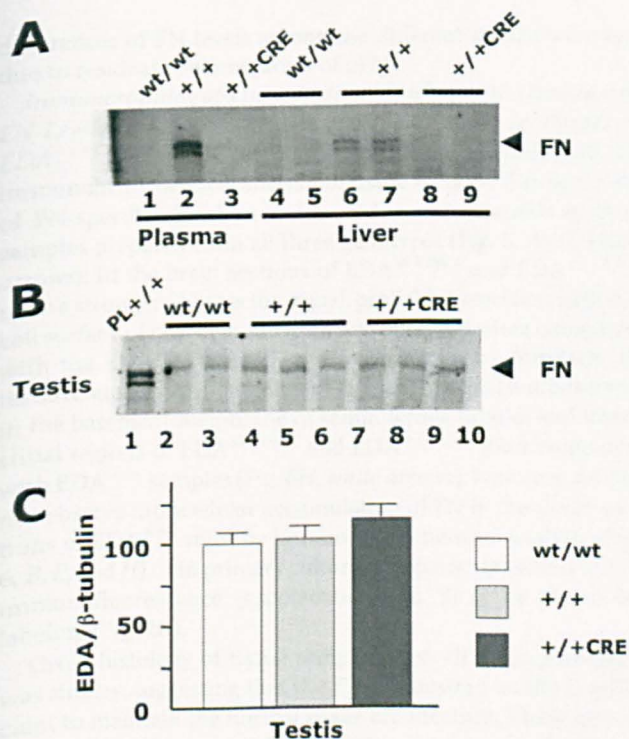 A
wt/wt +/+ +/+CRE wt/wt +/+ +/+CRE
FN
1 2 3 4 5 6 7 8 9
Plasma Liver
B
PL+/+ wt/wt +/+ +/+CRE
Testis FN
1 2 3 4 5 6 7 8 9 10
C
EDA/β-tubulin
100
50
0
Testis
wt/wt
+/+
+/+CRE